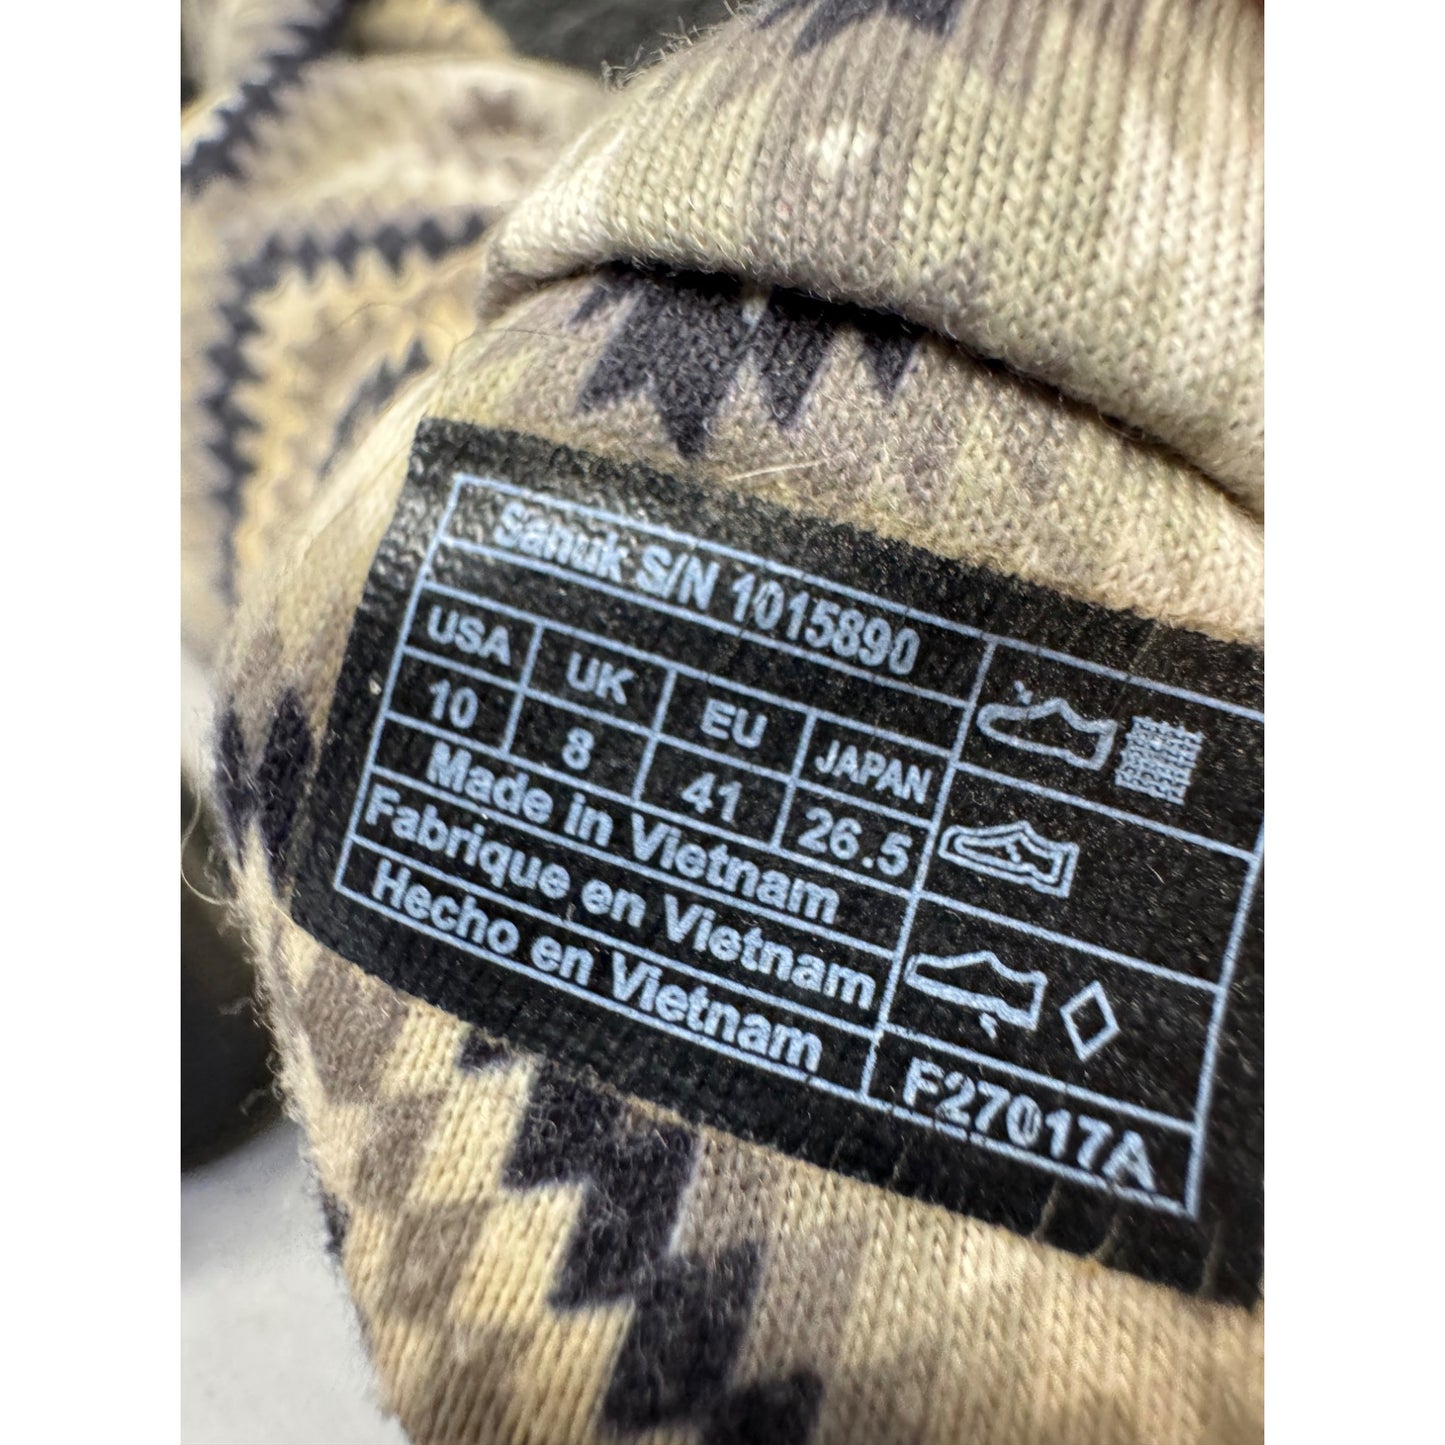 Sanuk S/N 1015890
USA UK EU JAPAN
10 8 41 26.5
Made in Vietnam
Fabrique en Vietnam
Hecho en Vietnam
F27017A